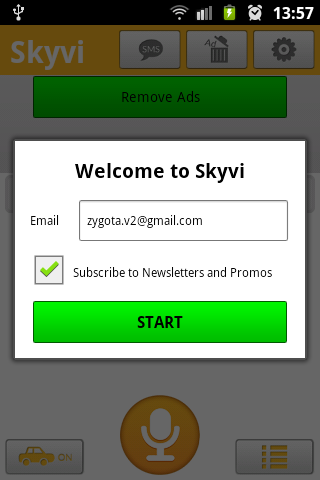 13:57
Skyvi
SMS
Ad
Remove Ads
Welcome to Skyvi
Email
zygota.v2@gmail.com
Subscribe to Newsletters and Promos
START
ON